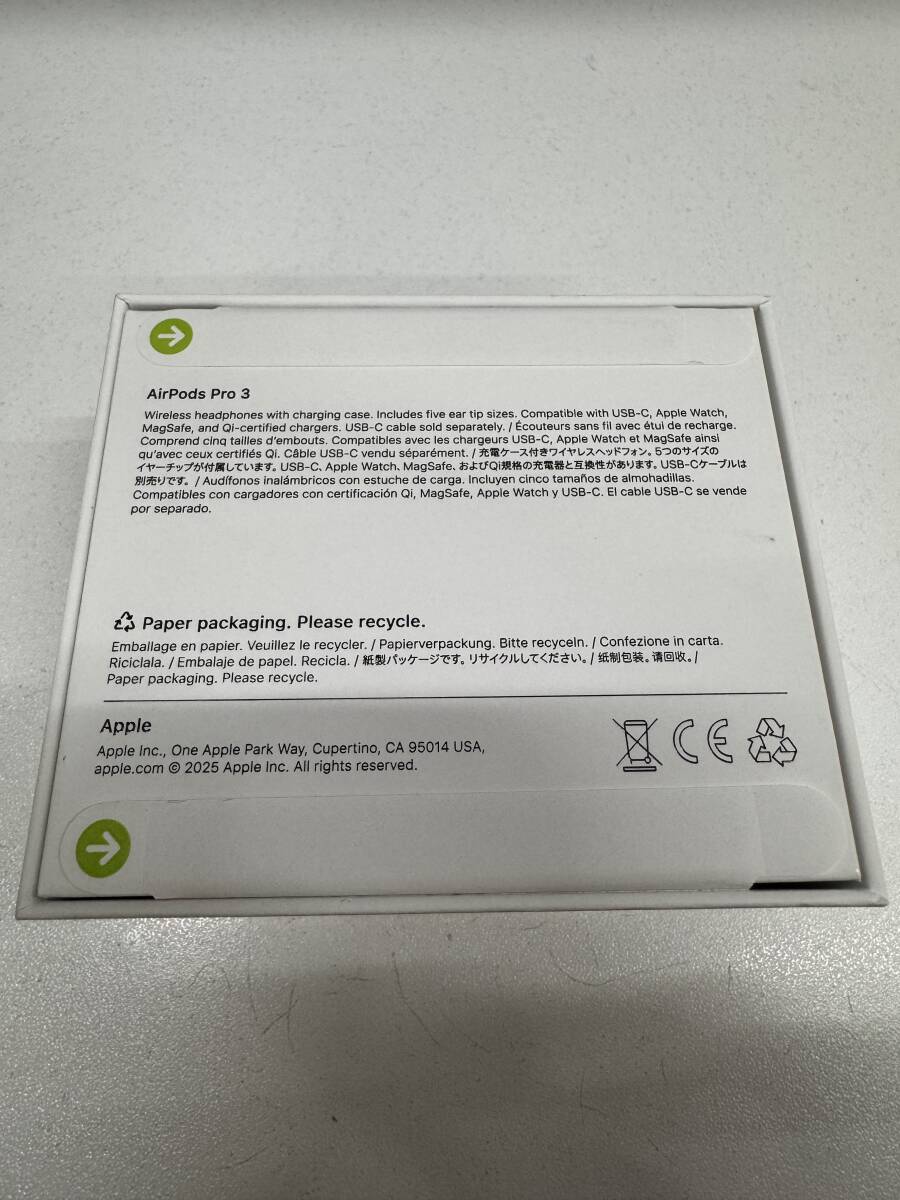 AirPods Pro 3
Wireless headphones with charging case. Includes five ear tip sizes. Compatible with USB-C, Apple Watch,
MagSafe, and Qi-certified chargers. USB-C cable sold separately. / Écouteurs sans fil avec étui de recharge.
Comprend cinq tailles d'embouts. Compatibles avec les chargeurs USB-C, Apple Watch et MagSafe ainsi
qu'avec ceux certifiés Qi. Câble USB-C vendu séparément. / 充電ケース付きワイヤレスヘッドフォン。5つのサイズの
イヤーチップが付属しています。USB-C、Apple Watch、MagSafe、およびQi規格の充電器と互換性があります。USB-Cケーブルは
別売りです。 / Audífonos inalámbricos con estuche de carga. Incluyen cinco tamaños de almohadillas.
Compatibles con cargadores con certificación Qi, MagSafe, Apple Watch y USB-C. El cable USB-C se vende
por separado.
Paper packaging. Please recycle.
Emballage en papier. Veuillez le recycler. / Papierverpackung. Bitte recyceln. / Confezione in carta.
Riciclala. / Embalaje de papel. Recicla. / 紙製パッケージです。リサイクルしてください。/ 纸制包装。请回收。/
Paper packaging. Please recycle.
Apple
Apple Inc., One Apple Park Way, Cupertino, CA 95014 USA,
apple.com © 2025 Apple Inc. All rights reserved.
CE